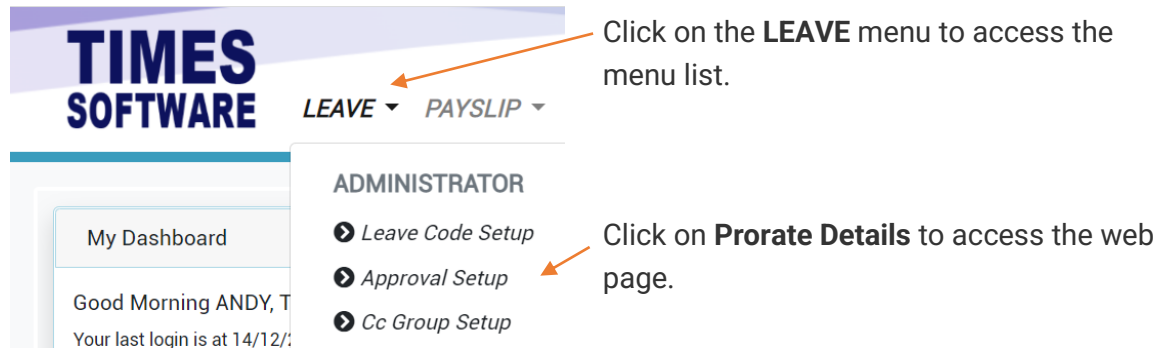 TIMES
SOFTWARE
LEAVE
PAYSLIP
Click on the LEAVE menu to access the
menu list.
ADMINISTRATOR
Leave Code Setup
Approval Setup
Cc Group Setup
Click on Prorate Details to access the web
page.
My Dashboard
Good Morning ANDY, T
Your last login is at 14/12/